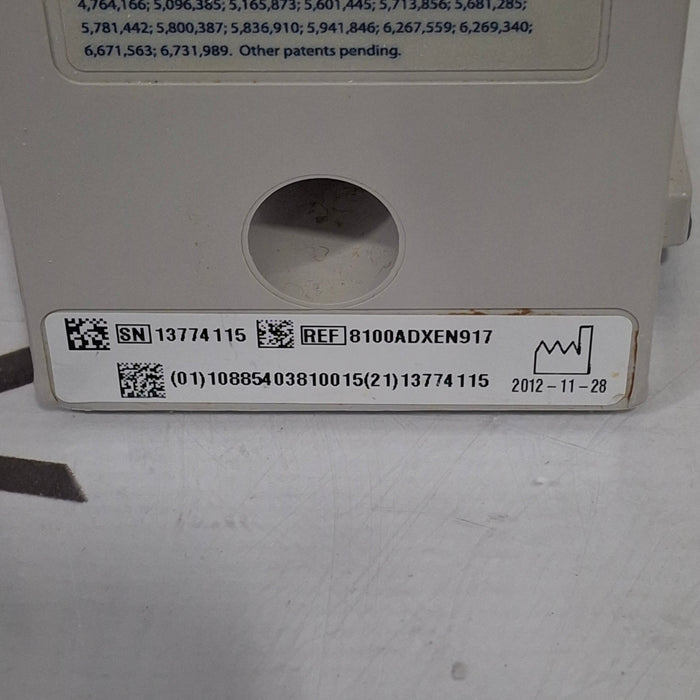 4,764,166; 5,096,385; 5,165,873; 5,601,445; 5,713,856; 5,681,285;
5,781,442; 5,800,387; 5,836,910; 5,941,846; 6,267,559; 6,269,340;
6,671,563; 6,731,989. Other patents pending.
SN 13774115 REF 8100ADXEN917
(01)10885403810015(21)13774115 2012-11-28